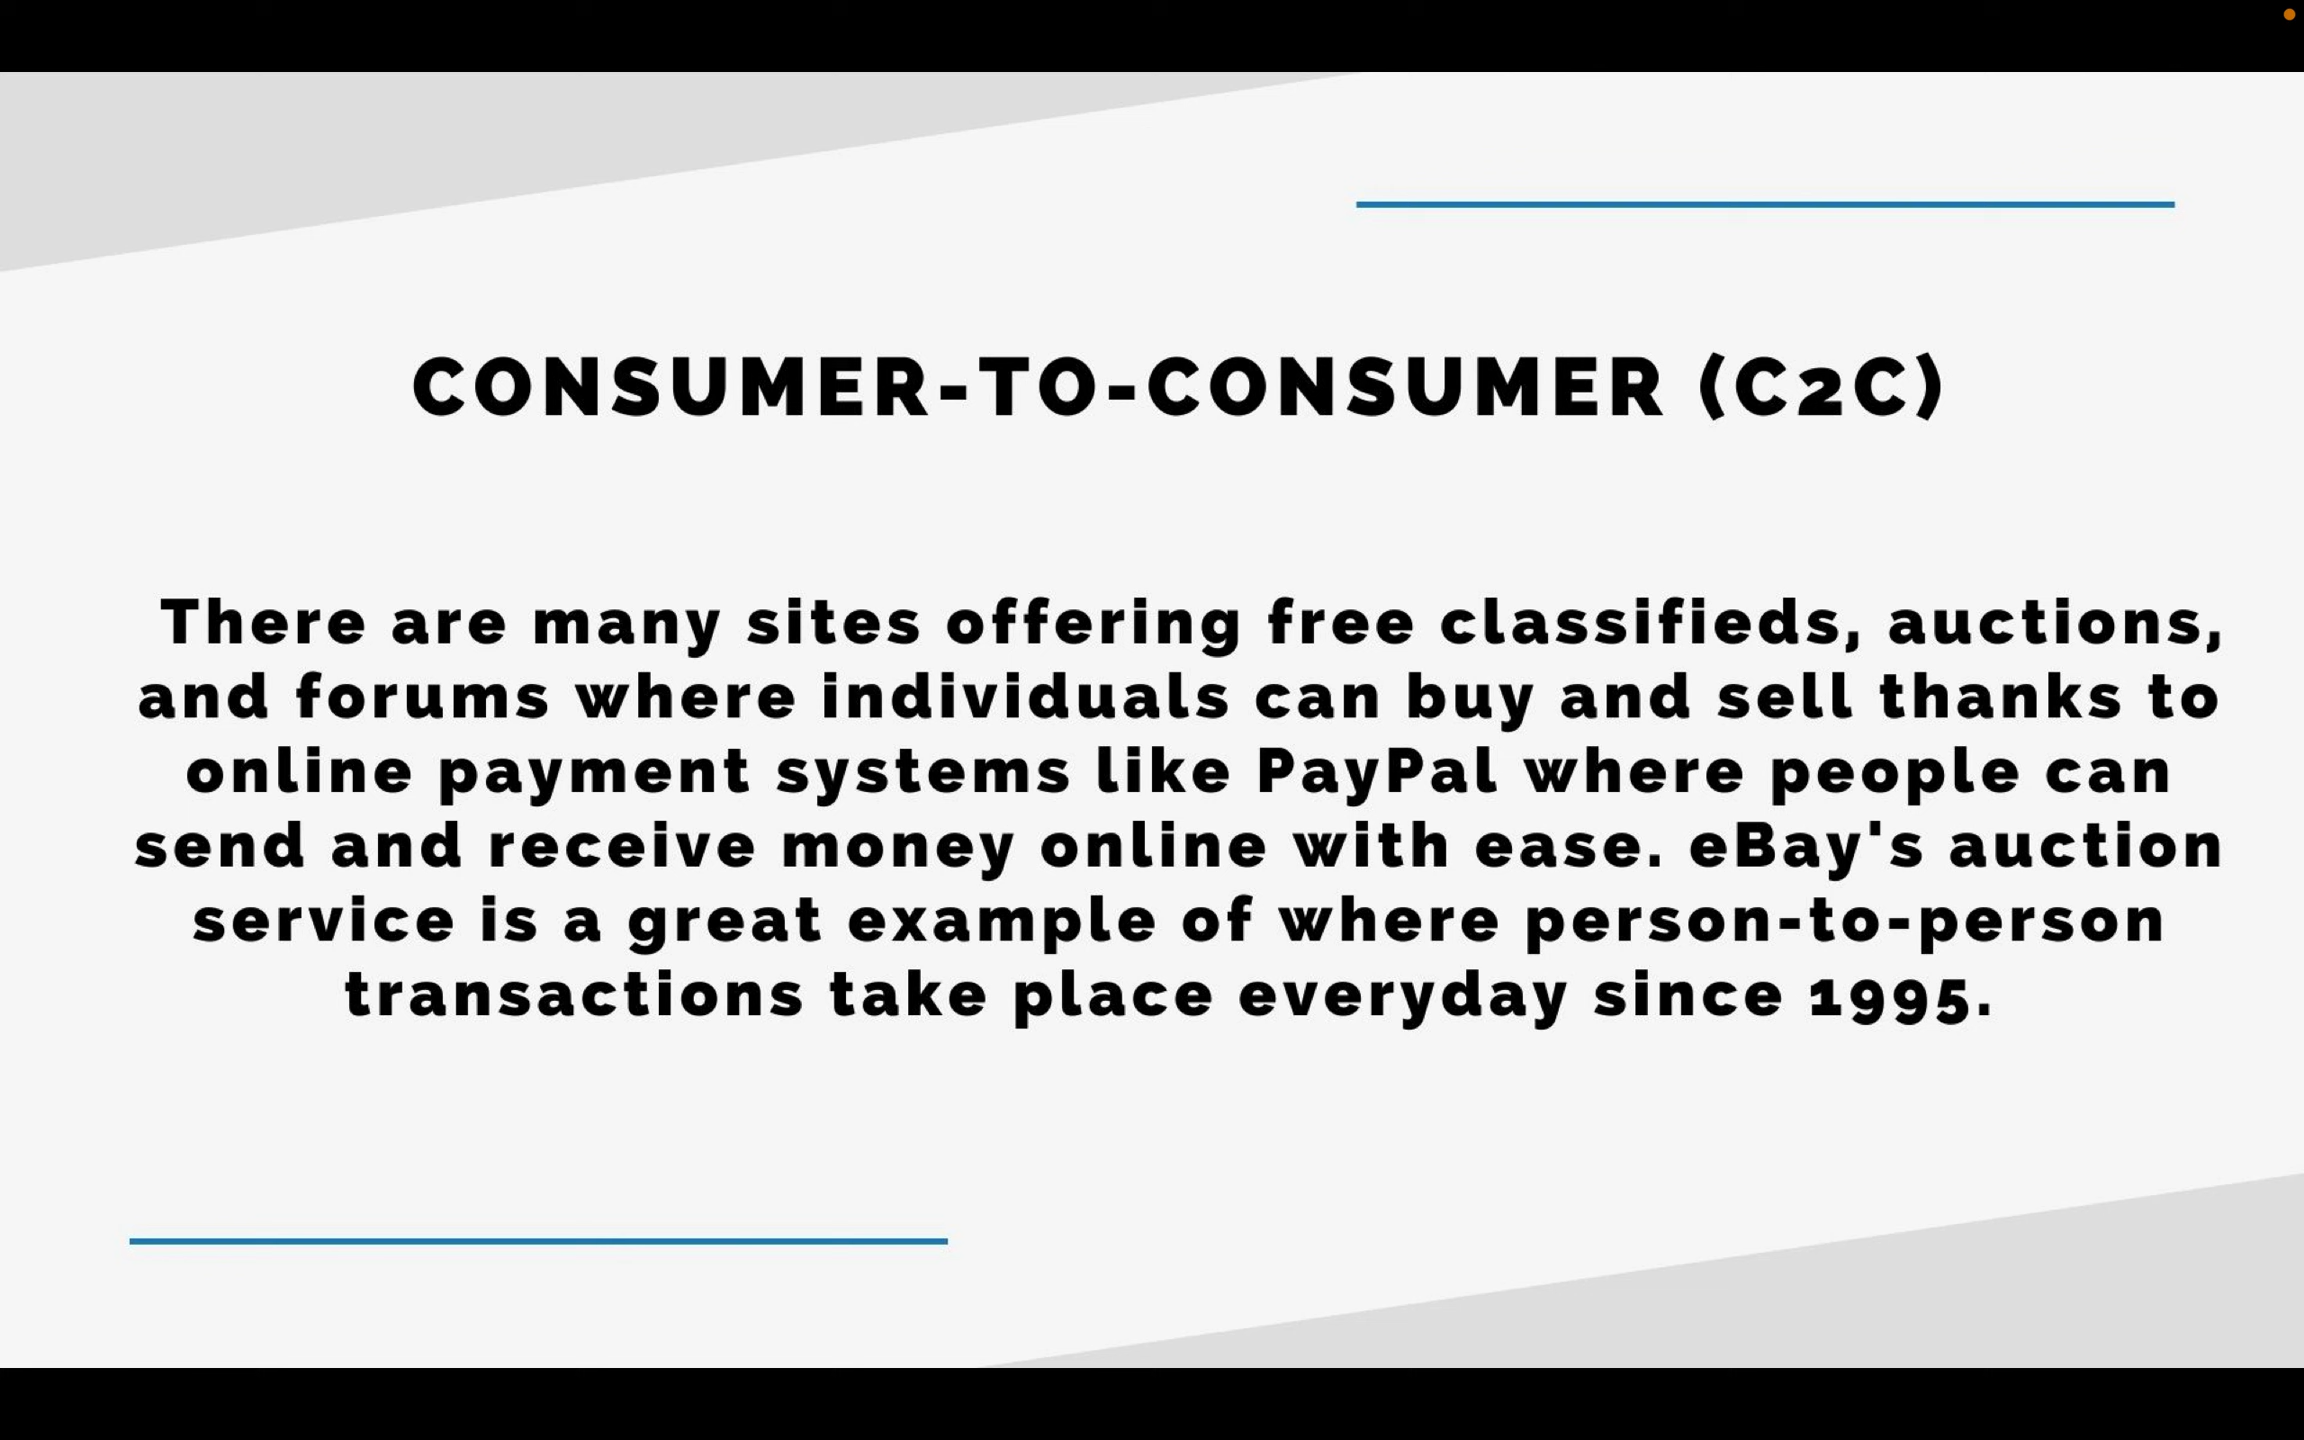 CONSUMER-TO-CONSUMER (C2C)
There are many sites offering free classifieds, auctions,
and forums where individuals can buy and sell thanks to
online payment systems like PayPal where people can
send and receive money online with ease. eBay's auction
service is a great example of where person-to-person
transactions take place everyday since 1995.